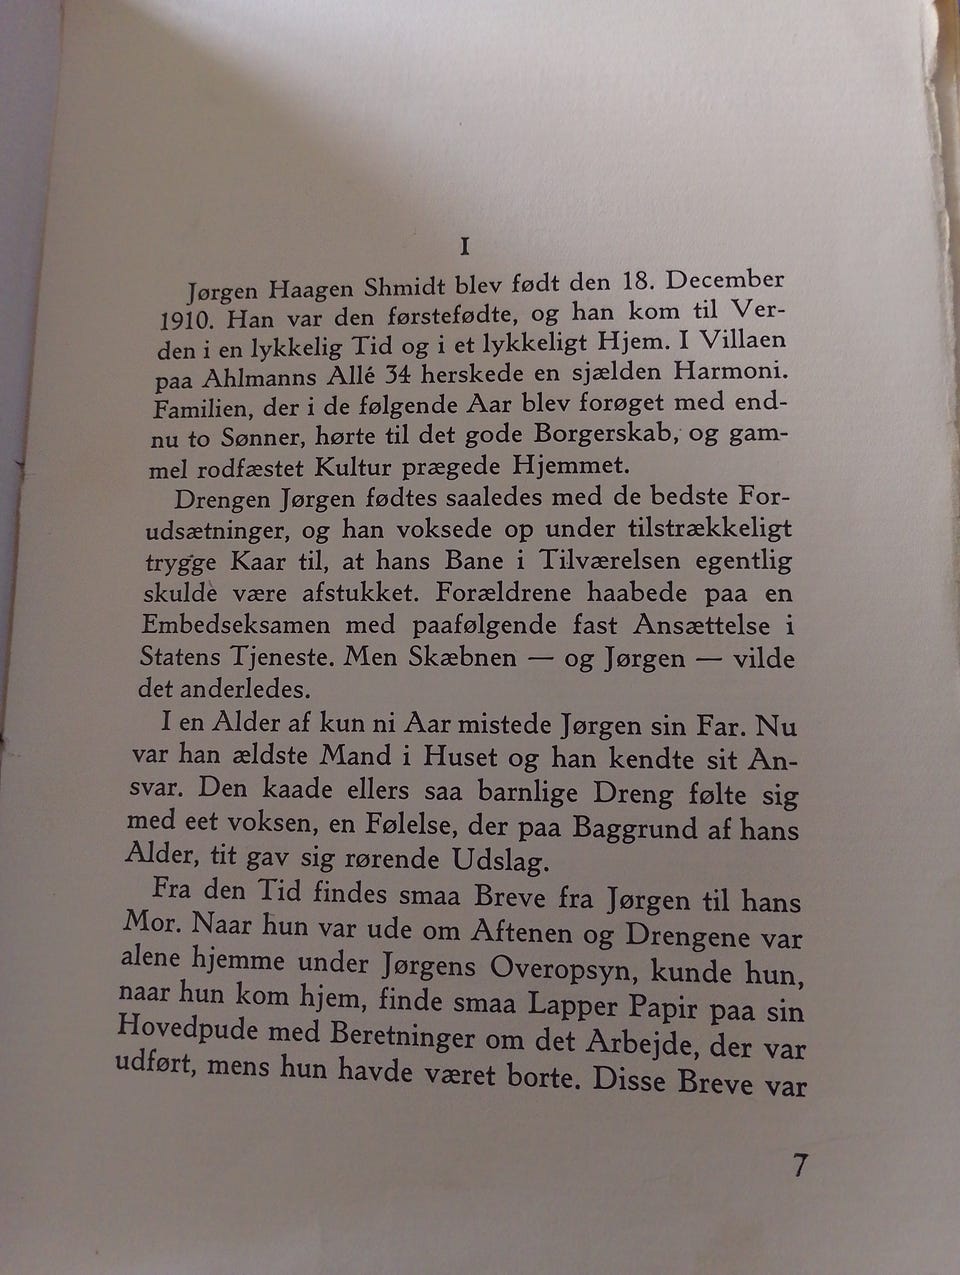 I
Jørgen Haagen Shmidt blev født den 18. December
1910. Han var den førstefødte, og han kom til Ver-
den i en lykkelig Tid og i et lykkeligt Hjem. I Villaen
paa Ahlmanns Allé 34 herskede en sjælden Harmoni.
Familien, der i de følgende Aar blev forøget med end-
nu to Sønner, hørte til det gode Borgerskab, og gam-
mel rodfæstet Kultur prægede Hjemmet.
Drengen Jørgen fødtes saaledes med de bedste For-
udsætninger, og han voksede op under tilstrækkeligt
trygge Kaar til, at hans Bane i Tilværelsen egentlig
skulde være afstukket. Forældrene haabede paa en
Embedseksamen med paafølgende fast Ansættelse i
Statens Tjeneste. Men Skæbnen — og Jørgen — vilde
det anderledes.
I en Alder af kun ni Aar mistede Jørgen sin Far. Nu
var han ældste Mand i Huset og han kendte sit An-
svar. Den kaade ellers saa barnlige Dreng følte sig
med eet voksen, en Følelse, der paa Baggrund af hans
Alder, tit gav sig rørende Udslag.
Fra den Tid findes smaa Breve fra Jørgen til hans
Mor. Naar hun var ude om Aftenen og Drengene var
alene hjemme under Jørgens Overopsyn, kunde hun,
naar hun kom hjem, finde smaa Lapper Papir paa sin
Hovedpude med Beretninger om det Arbejde, der var
udført, mens hun havde været borte. Disse Breve var
7